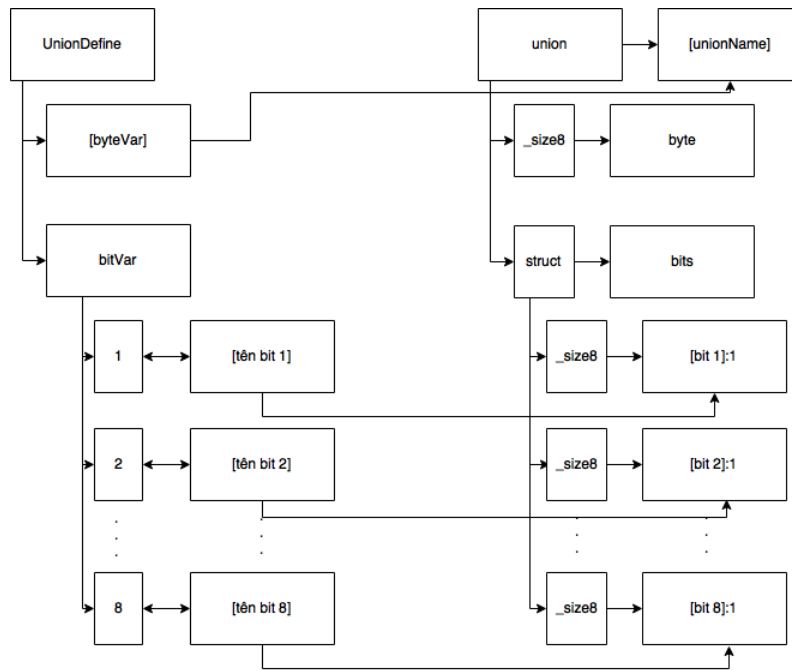 UnionDefine
union
[unionName]
[byteVar]
_size8
byte
bitVar
struct
bits
1
[tên bit 1]
_size8
[bit 1]:1
2
[tên bit 2]
_size8
[bit 2]:1
8
[tên bit 8]
_size8
[bit 8]:1